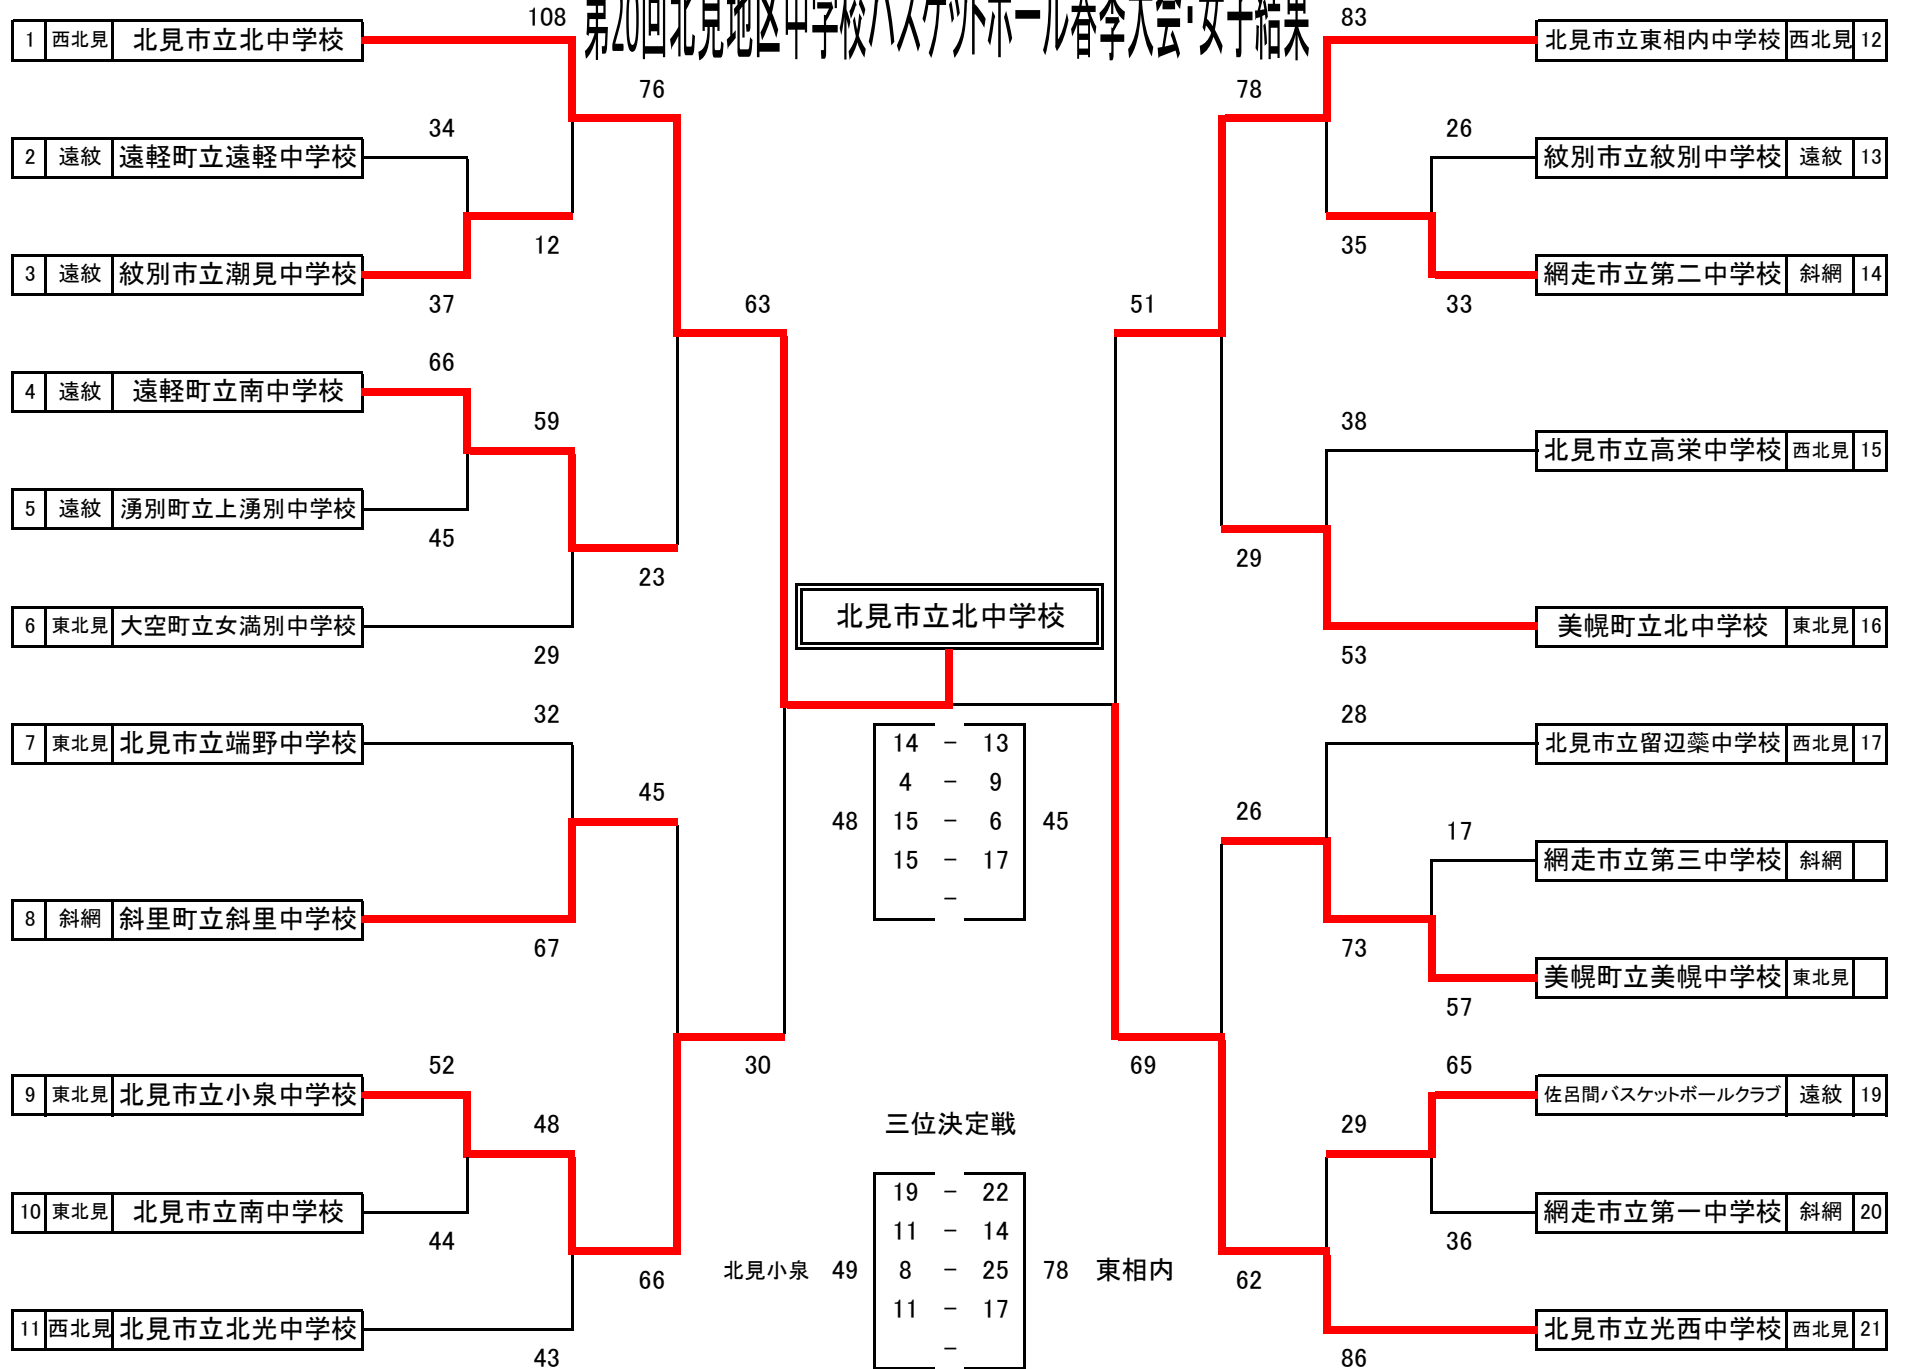 第28回北見地区中学校バスケットボール春季大会・女子結果
108
83
1 西北見 北見市立北中学校
北見市立東相内中学校 西北見 12
76
78
34
26
2 遠紋 遠軽町立遠軽中学校
紋別市立紋別中学校 遠紋 13
12
35
3 遠紋 紋別市立潮見中学校
網走市立第二中学校 斜網 14
37
63
51
33
66
4 遠紋 遠軽町立南中学校
59
38
北見市立高栄中学校 西北見 15
5 遠紋 湧別町立上湧別中学校
45
23
29
北見市立北中学校
6 東北見 大空町立女満別中学校
美幌町立北中学校 東北見 16
29
53
32
28
7 東北見 北見市立端野中学校
14 - 13
北見市立留辺蘂中学校 西北見 17
4 - 9
45
26
48 15 - 6 45
17
15 - 17
網走市立第三中学校 斜網
-
8 斜網 斜里町立斜里中学校
67
73
美幌町立美幌中学校 東北見
57
52
30
69
65
9 東北見 北見市立小泉中学校
佐呂間バスケットボールクラブ 遠紋 19
48
三位決定戦
29
19 - 22
10 東北見 北見市立南中学校
網走市立第一中学校 斜網 20
11 - 14
44
36
北見小泉 49 8 - 25 78 東相内
66
62
11 - 17
11 西北見 北見市立北光中学校
北見市立光西中学校 西北見 21
-
43
86